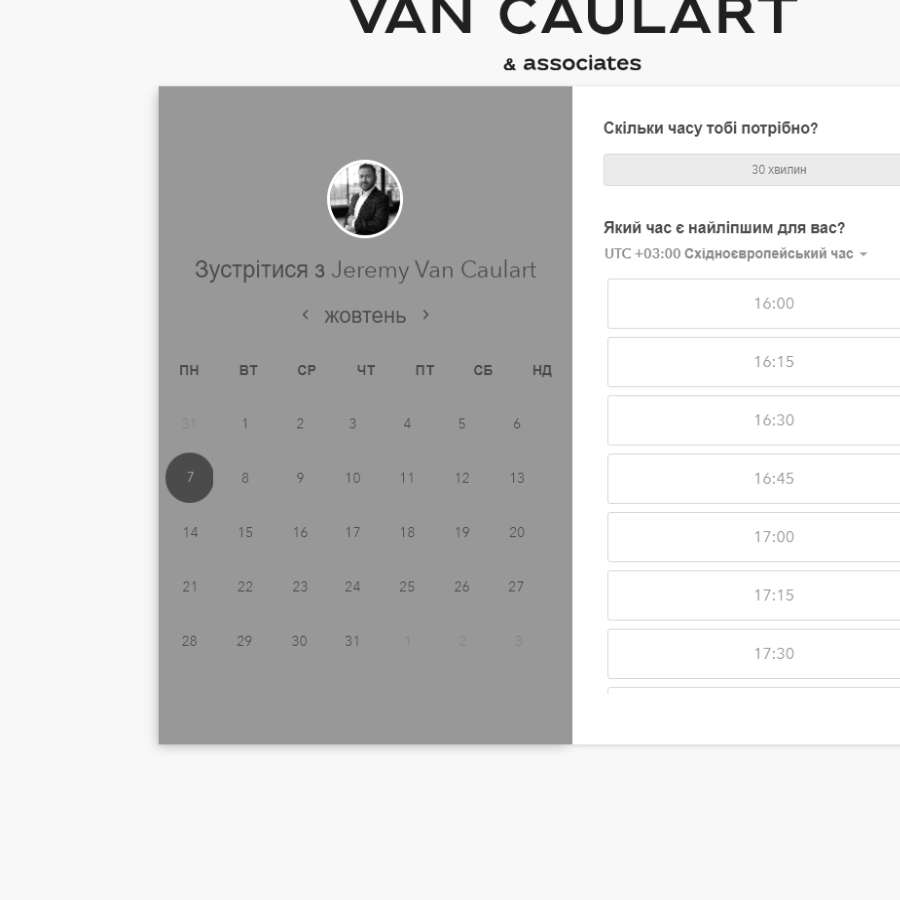 VAN CAULART
& associates
Зустрітися з Jeremy Van Caulart
жовтень
ПН ВТ СР ЧТ ПТ СБ НД
31 1 2 3 4 5 6
7 8 9 10 11 12 13
14 15 16 17 18 19 20
21 22 23 24 25 26 27
28 29 30 31 1 2 3
Скільки часу тобі потрібно?
30 хвилин
Який час є найліпшим для вас?
UTC +03:00 Східноєвропейський час
16:00
16:15
16:30
16:45
17:00
17:15
17:30